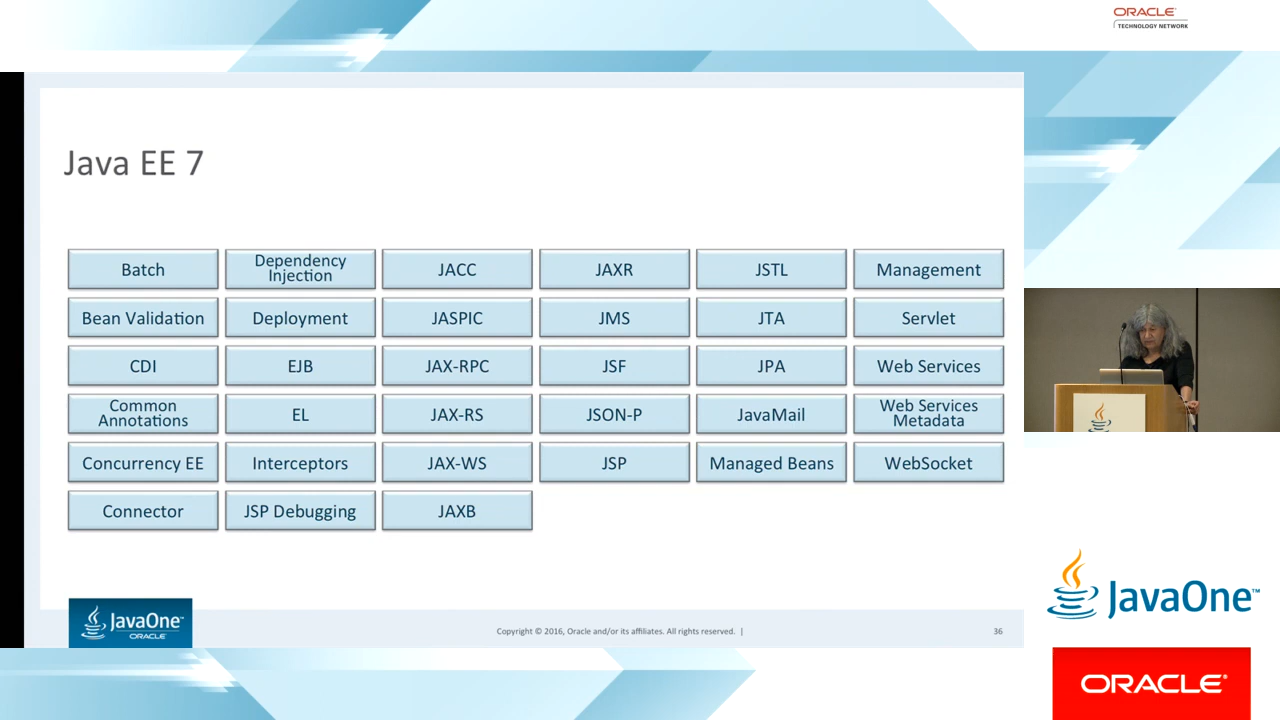 ORACLE
TECHNOLOGY NETWORK
Java EE 7
Batch
Dependency
Injection
JACC
JAXR
JSTL
Management
Bean Validation
Deployment
JASPIC
JMS
JTA
Servlet
CDI
EJB
JAX-RPC
JSF
JPA
Web Services
Common
Annotations
EL
JAX-RS
JSON-P
JavaMail
Web Services
Metadata
Concurrency EE
Interceptors
JAX-WS
JSP
Managed Beans
WebSocket
Connector
JSP Debugging
JAXB
JavaOne™
ORACLE
Copyright © 2016, Oracle and/or its affiliates. All rights reserved. |
36
JavaOne™
ORACLE®